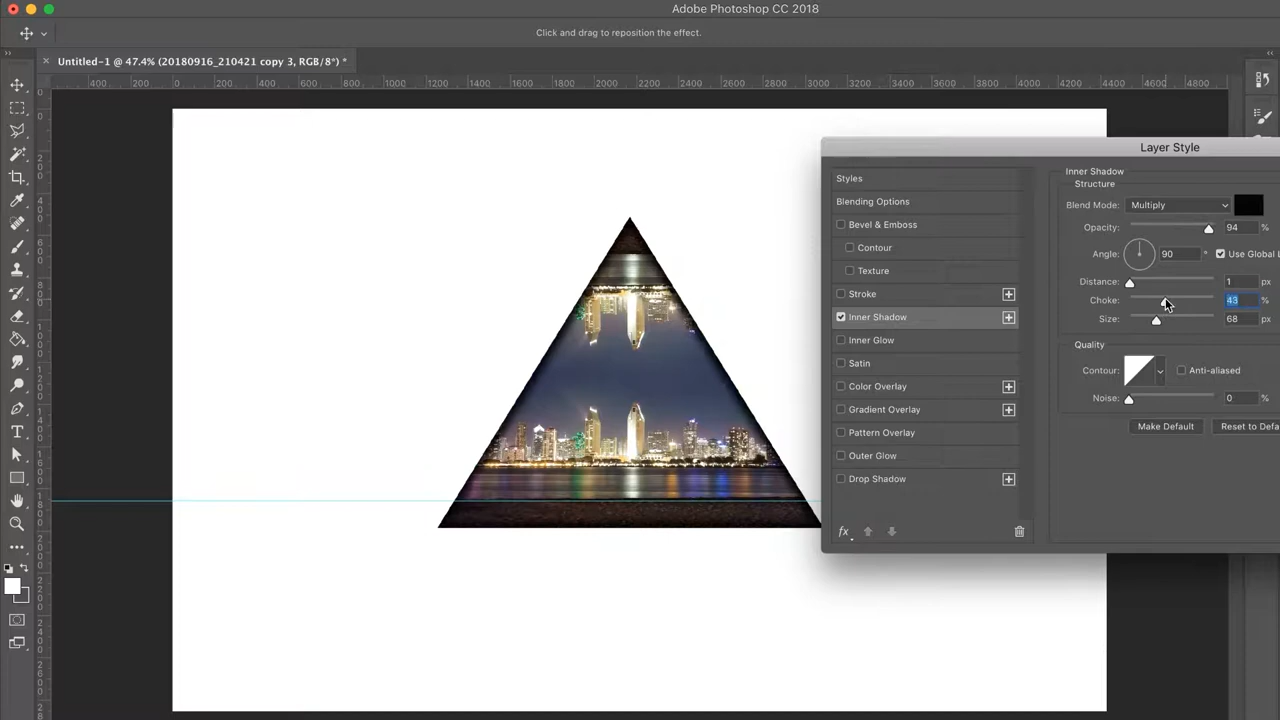 Adobe Photoshop CC 2018
Click and drag to reposition the effect.
Untitled-1 @ 47.4% (20180916_210421 copy 3, RGB/8*) *
400 200 0 200 400 600 800 1000 1200 1400 1600 1800 2000 2200 2400 2600 2800 3000 3200 3400 3600 3800 4000 4200 4400 4600 4800
Layer Style
Styles
Blending Options
Bevel & Emboss
Contour
Texture
Stroke
Inner Shadow
Inner Glow
Satin
Color Overlay
Gradient Overlay
Pattern Overlay
Outer Glow
Drop Shadow
fx
Inner Shadow
Structure
Blend Mode: Multiply
Opacity: 94 %
Angle: 90 ° Use Global L
Distance: 1 px
Choke: 43 %
Size: 68 px
Quality
Contour: Anti-aliased
Noise: 0 %
Make Default Reset to Defa